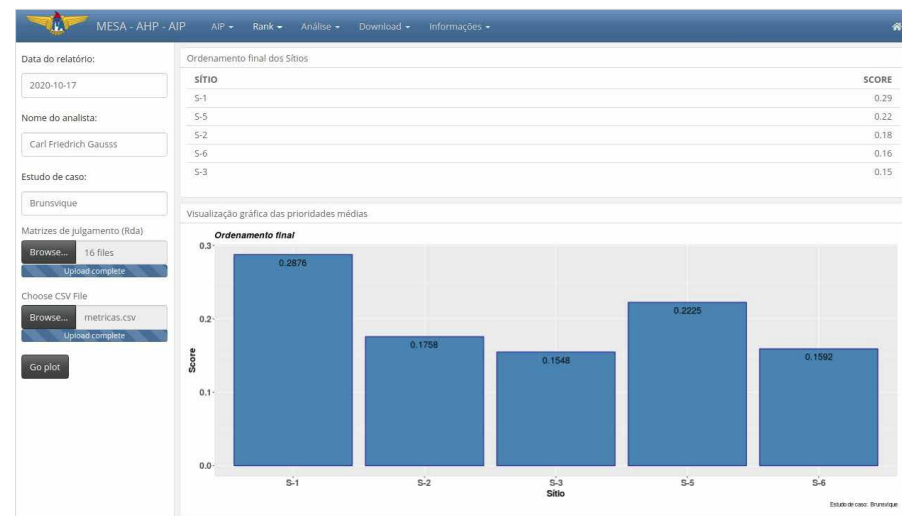 MESA - AHP - AIP AIP Rank Análise Download Informações
Data do relatório:
2020-10-17
Nome do analista:
Carl Friedrich Gausss
Estudo de caso:
Brunsvique
Matrizes de julgamento (Rda)
Browse... 16 files
Upload complete
Choose CSV File
Browse... metricas.csv
Upload complete
Go plot
Ordenamento final dos Sítios
SÍTIO SCORE
S-1 0.29
S-5 0.22
S-2 0.18
S-6 0.16
S-3 0.15
Visualização gráfica das prioridades médias
Ordenamento final
Score
0.3
0.2
0.1
0.0
0.2876
0.1758
0.1548
0.2225
0.1592
S-1 S-2 S-3 S-5 S-6
Sítio
Estudo de caso: Brunsvique